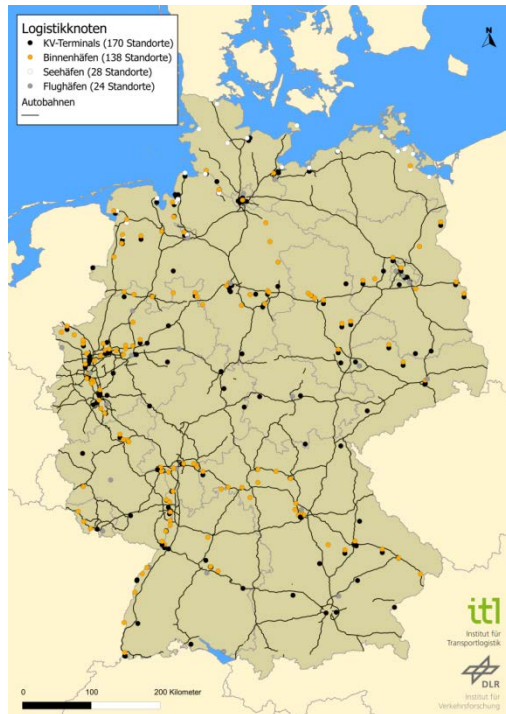 Logistikknoten
KV-Terminals (170 Standorte)
Binnenhäfen (138 Standorte)
Seehäfen (28 Standorte)
Flughäfen (24 Standorte)
Autobahnen
N
itl
Institut für
Transportlogistik
DLR
Institut für
Verkehrsforschung
0 100 200 Kilometer